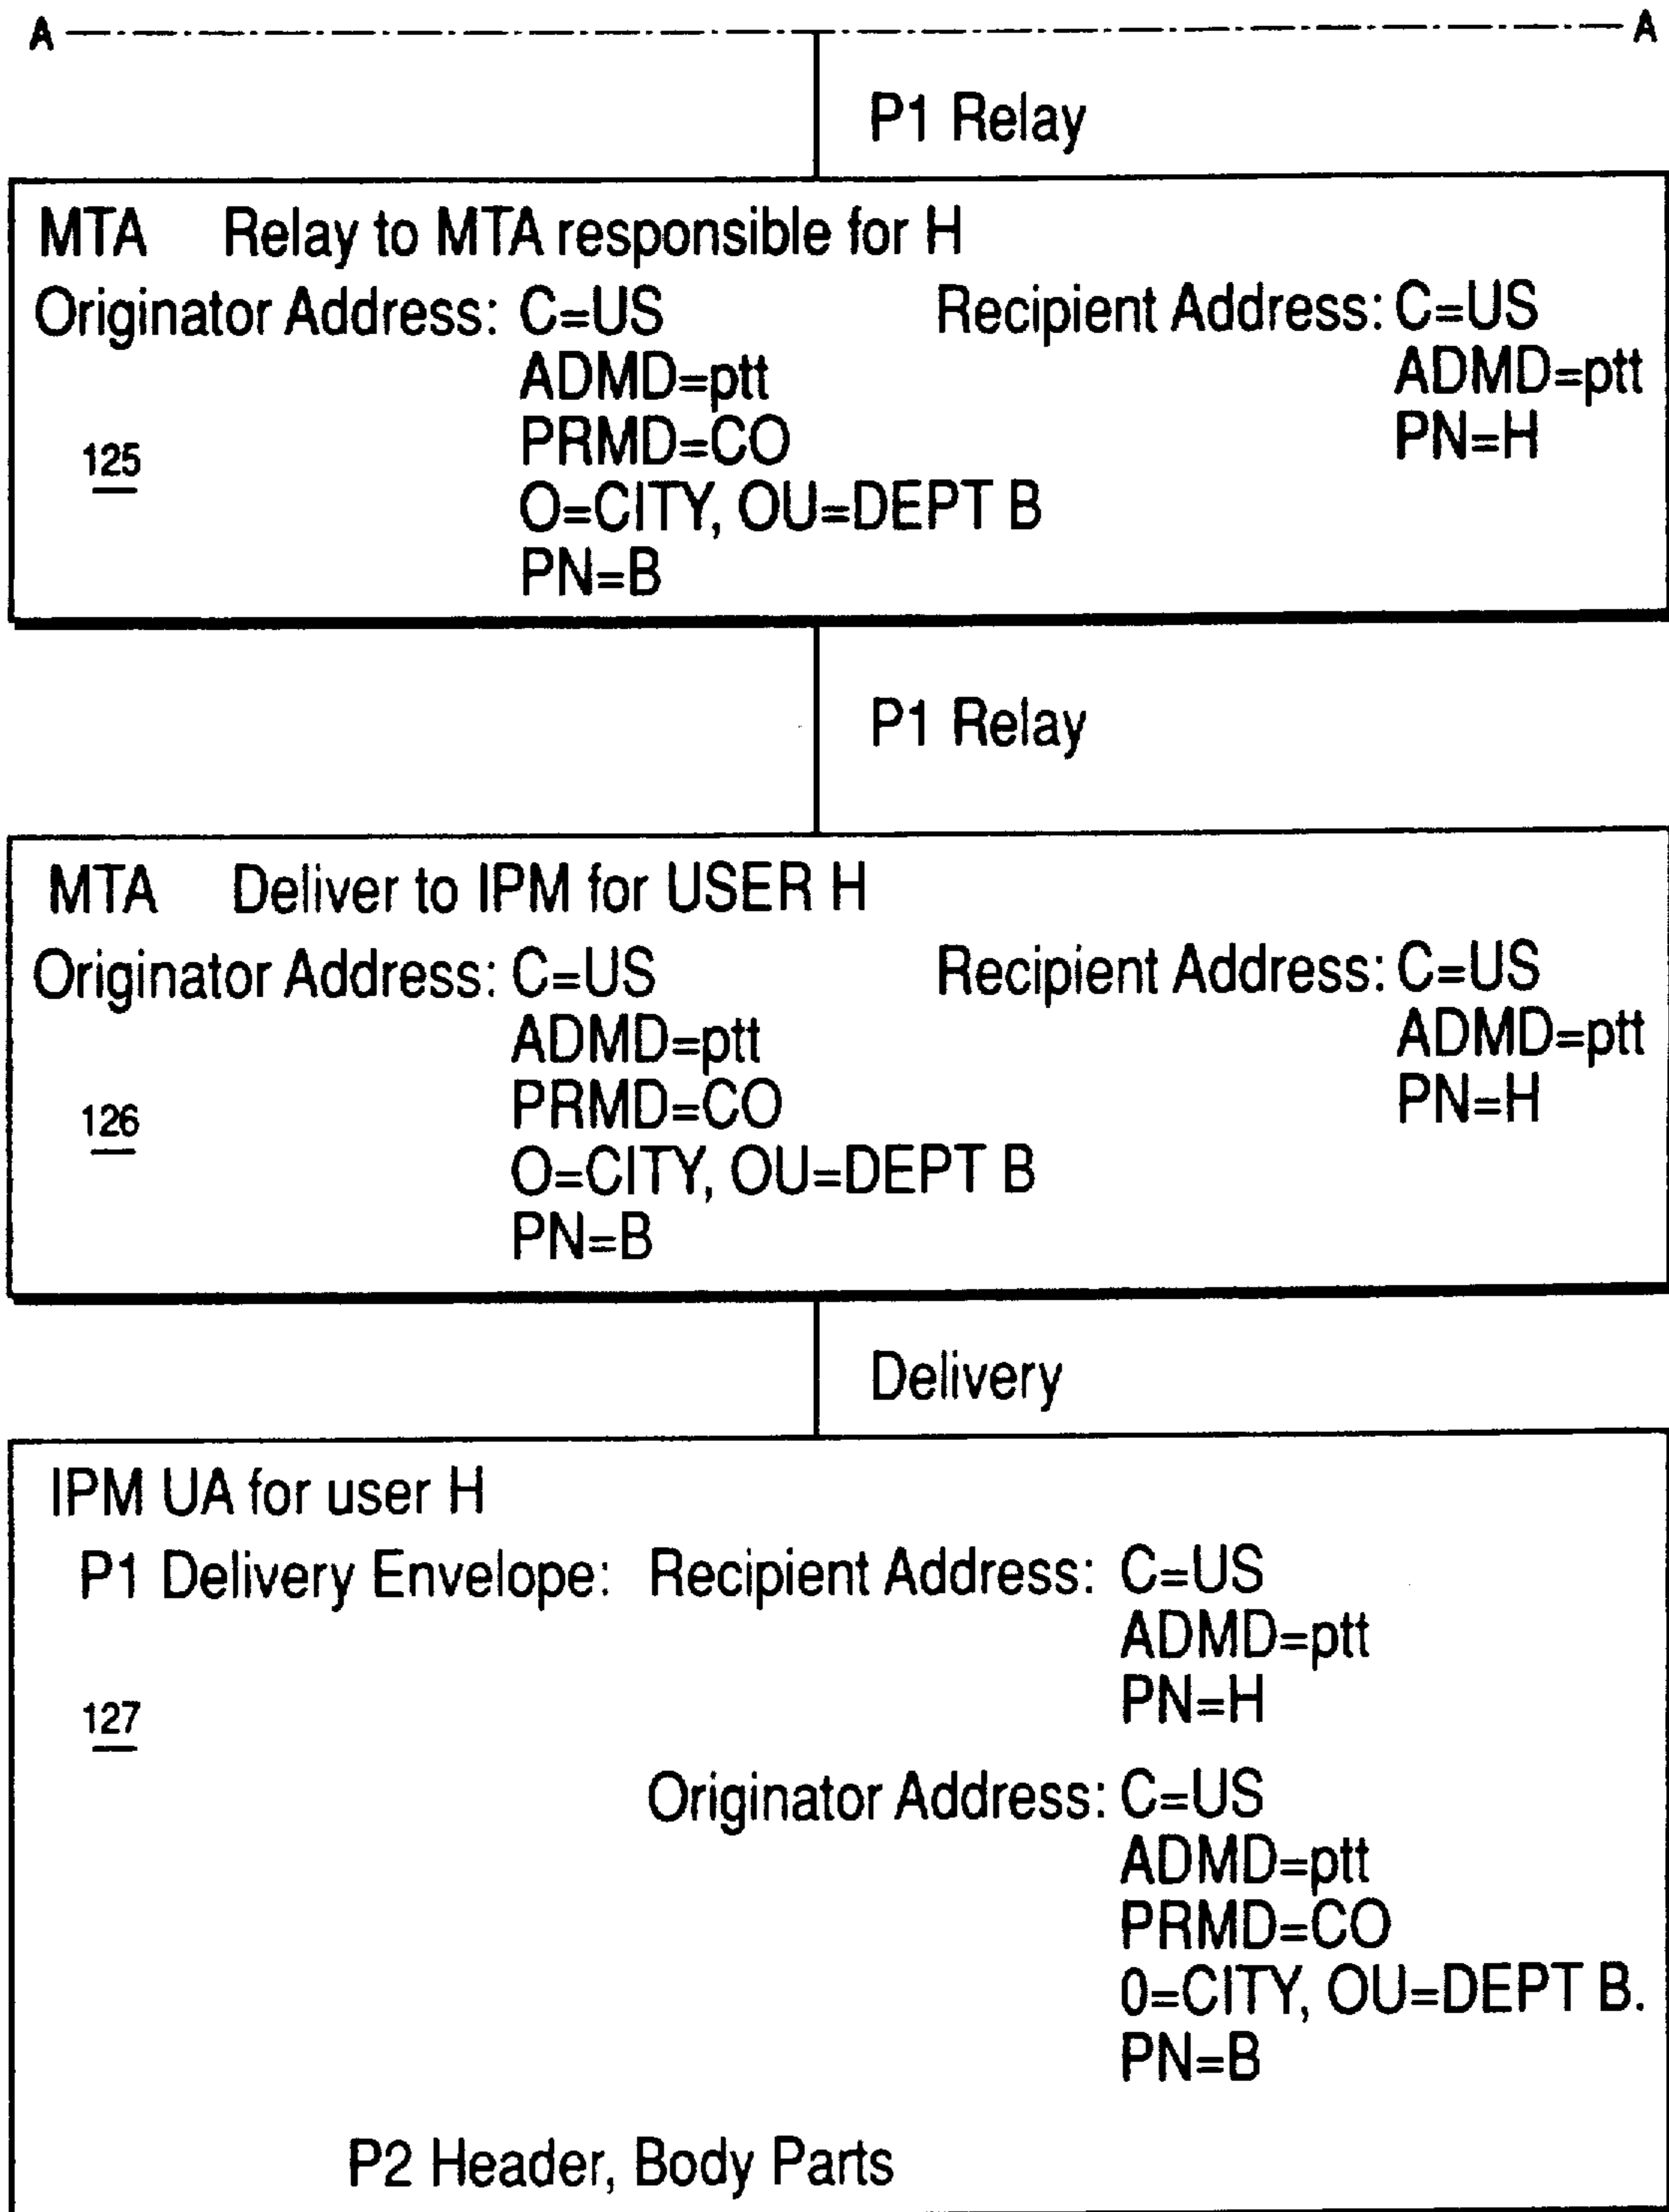 A A
P1 Relay
MTA Relay to MTA responsible for H
Originator Address: C=US Recipient Address: C=US
ADMD=ptt ADMD=ptt
PRMD=CO PN=H
125
O=CITY, OU=DEPT B
PN=B
P1 Relay
MTA Deliver to IPM for USER H
Originator Address: C=US Recipient Address: C=US
ADMD=ptt ADMD=ptt
PRMD=CO PN=H
126
O=CITY, OU=DEPT B
PN=B
Delivery
IPM UA for user H
P1 Delivery Envelope: Recipient Address: C=US
ADMD=ptt
PN=H
127
Originator Address: C=US
ADMD=ptt
PRMD=CO
0=CITY, OU=DEPT B.
PN=B
P2 Header, Body Parts